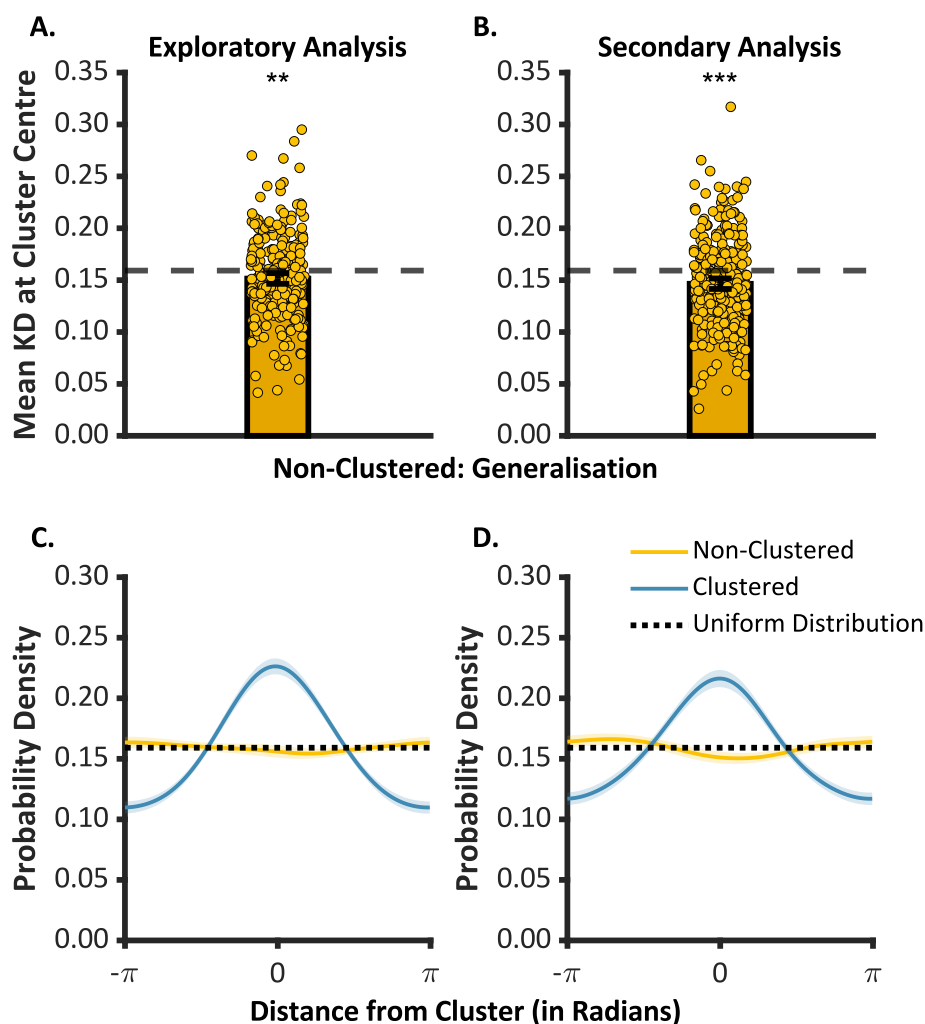 A.
Exploratory Analysis
**
Mean KD at Cluster Centre
0.35
0.30
0.25
0.20
0.15
0.10
0.05
0.00
B.
Secondary Analysis
***
0.35
0.30
0.25
0.20
0.15
0.10
0.05
0.00
Non-Clustered: Generalisation
C.
Probability Density
0.30
0.25
0.20
0.15
0.10
0.05
0.00
-π
0
π
D.
Non-Clustered
Clustered
Uniform Distribution
Probability Density
0.30
0.25
0.20
0.15
0.10
0.05
0.00
-π
0
π
Distance from Cluster (in Radians)